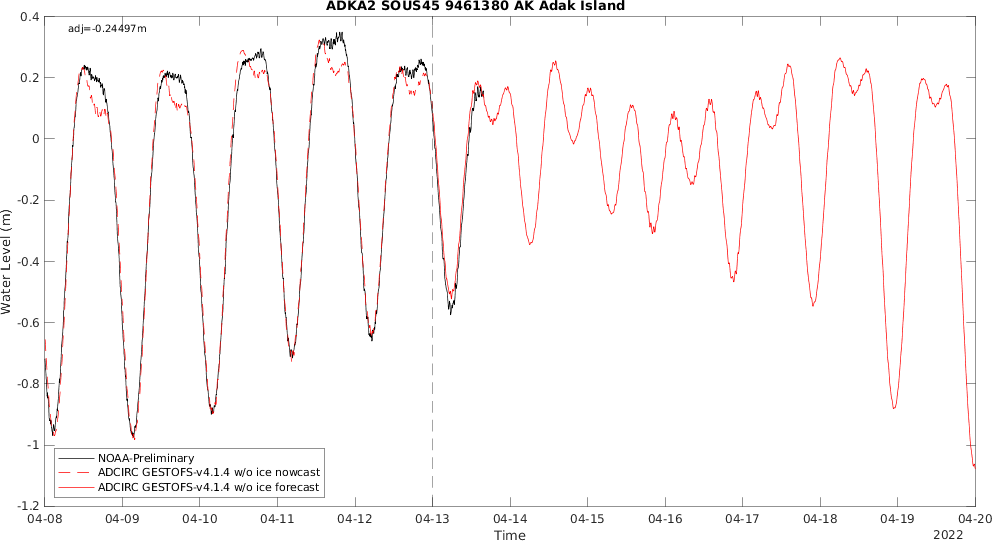 ADKA2 SOUS45 9461380 AK Adak Island
adj=-0.24497m
0.4
0.2
0
-0.2
-0.4
-0.6
-0.8
-1
-1.2
Water Level (m)
NOAA-Preliminary
ADCIRC GESTOFS-v4.1.4 w/o ice nowcast
ADCIRC GESTOFS-v4.1.4 w/o ice forecast
04-08 04-09 04-10 04-11 04-12 04-13 04-14 04-15 04-16 04-17 04-18 04-19 04-20
Time
2022